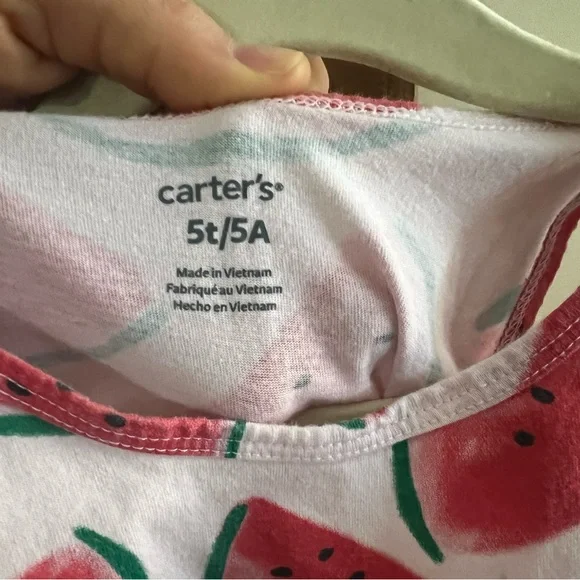 carter's®
5t/5A
Made in Vietnam
Fabriqué au Vietnam
Hecho en Vietnam